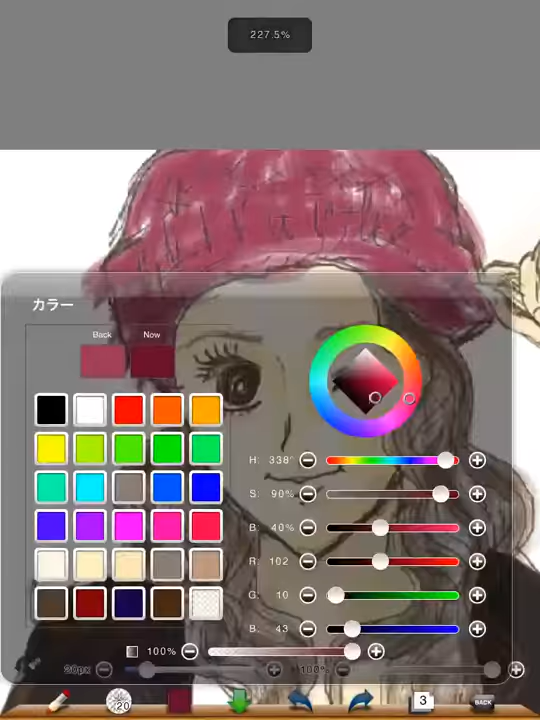 227.5%
カラー
Back Now
H: 338°
S: 90%
B: 40%
R: 102
G: 10
B: 43
100%
20px 100%
20 3 BACK